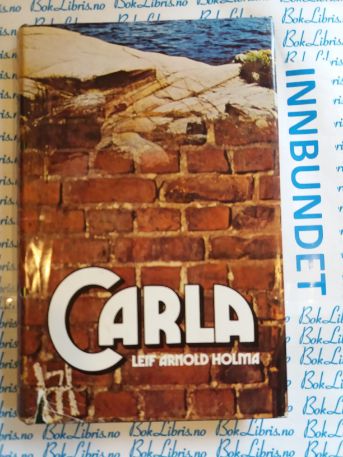 CARLA
LEIF ARNOLD HOLMA
INNBUNDET
BokLibris.no